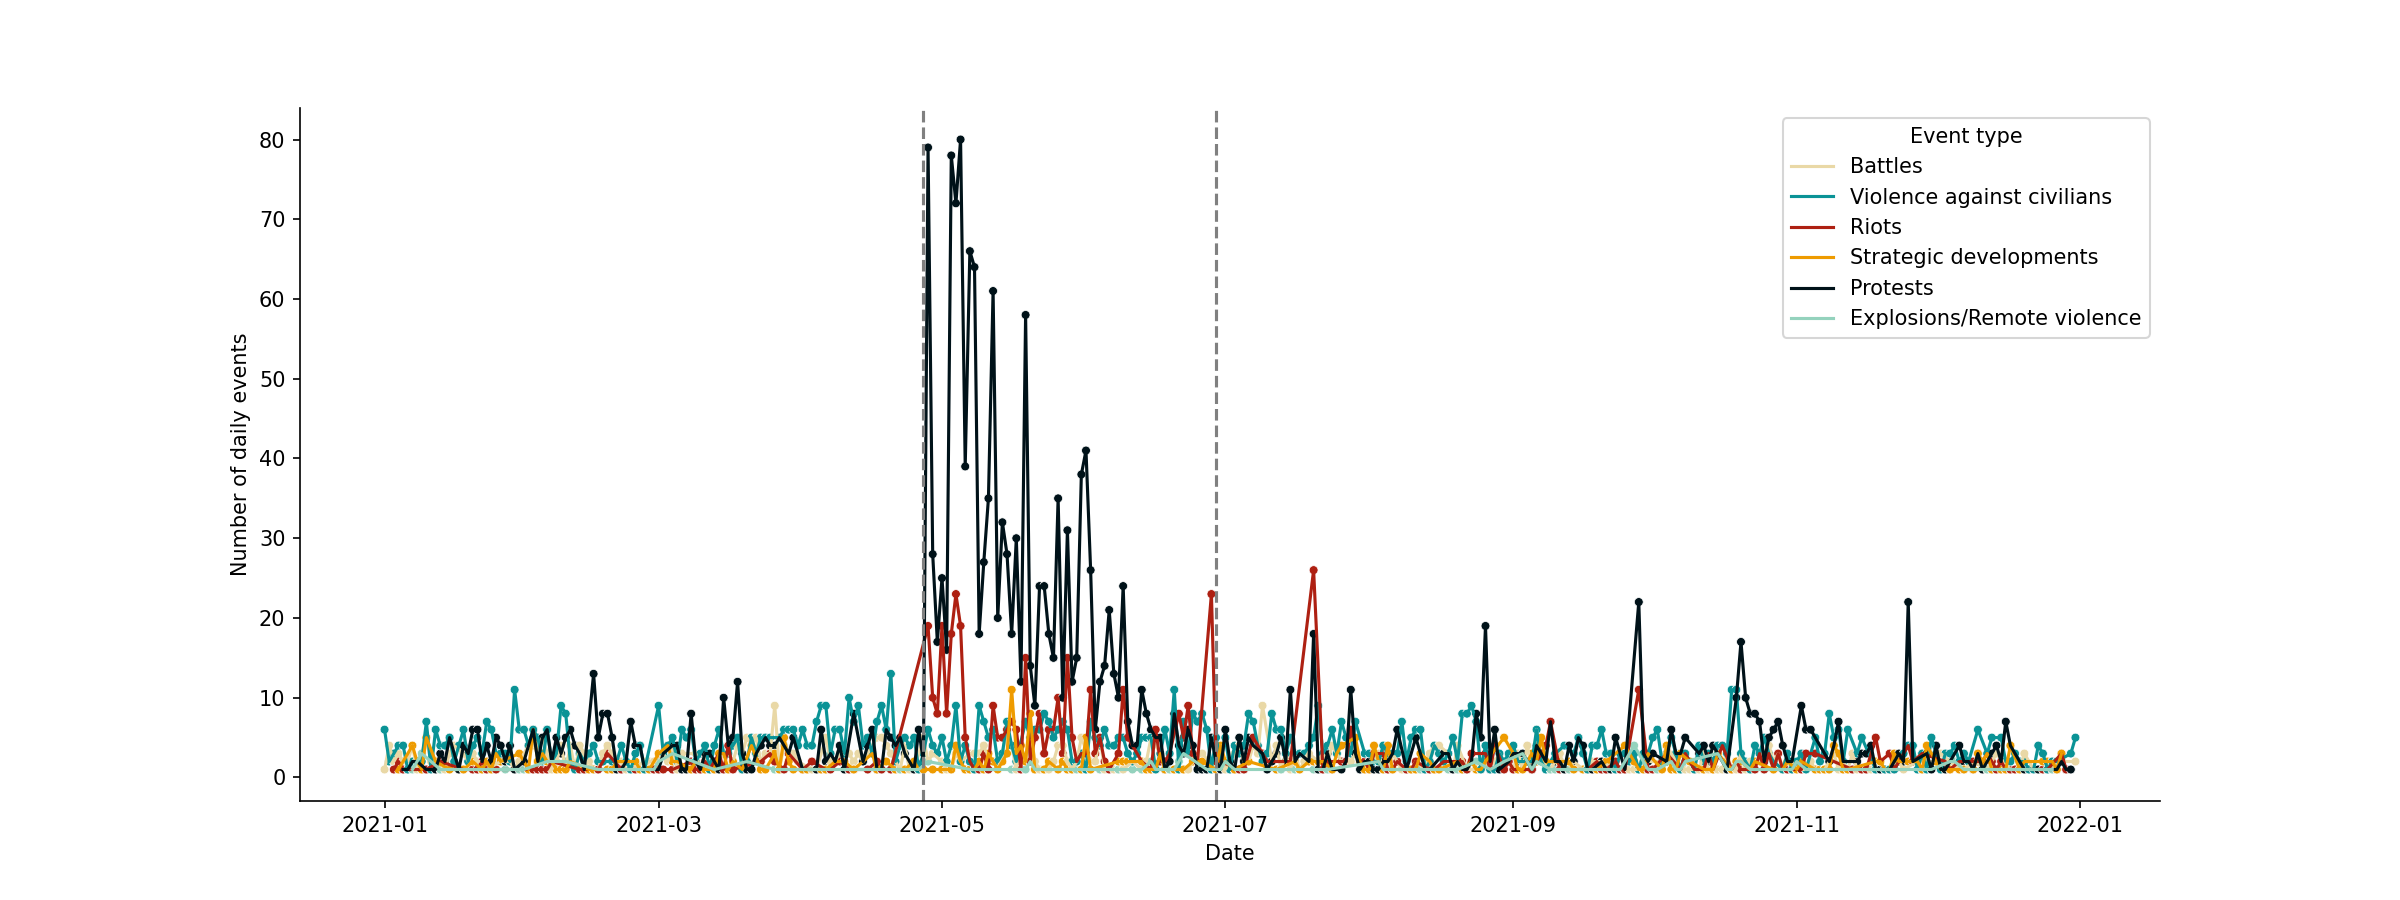 80
70
60
50
40
30
20
10
0
Number of daily events
2021-01
2021-03
2021-05
2021-07
2021-09
2021-11
2022-01
Date
Event type
Battles
Violence against civilians
Riots
Strategic developments
Protests
Explosions/Remote violence